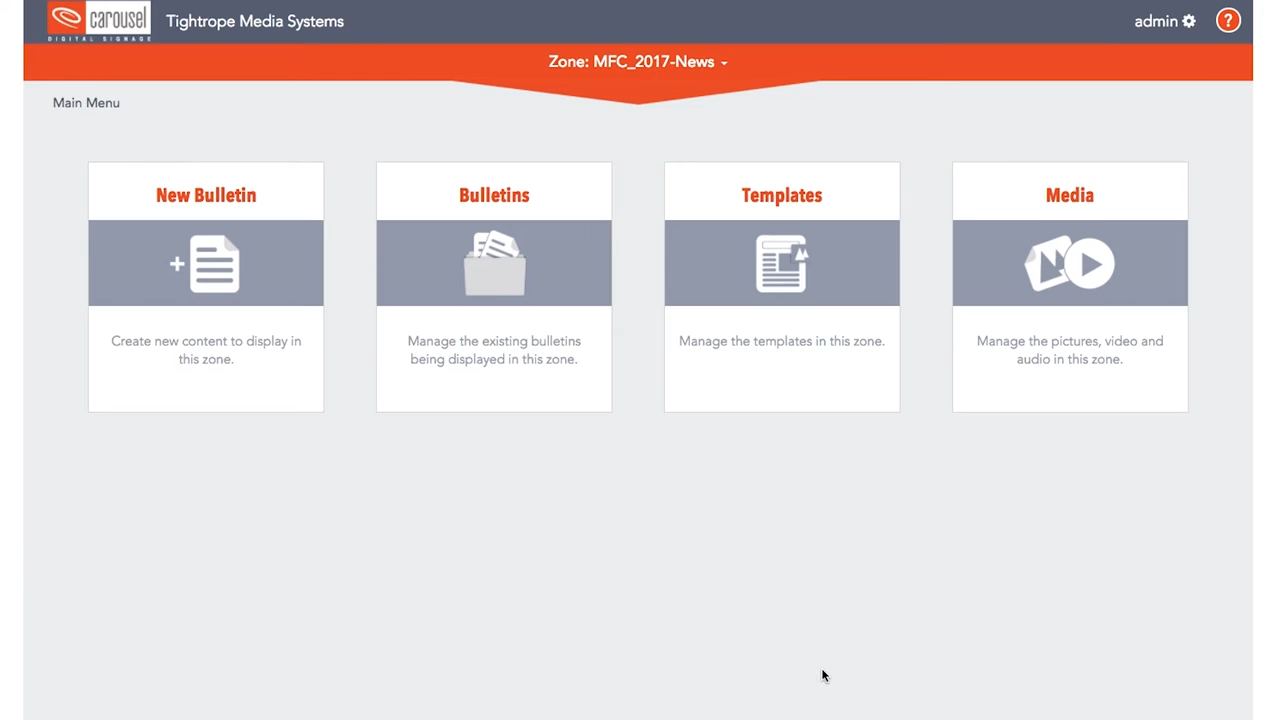 carousel
DIGITAL SIGNAGE
Tightrope Media Systems
admin
?
Zone: MFC_2017-News
Main Menu
New Bulletin
Create new content to display in
this zone.
Bulletins
Manage the existing bulletins
being displayed in this zone.
Templates
Manage the templates in this zone.
Media
Manage the pictures, video and
audio in this zone.